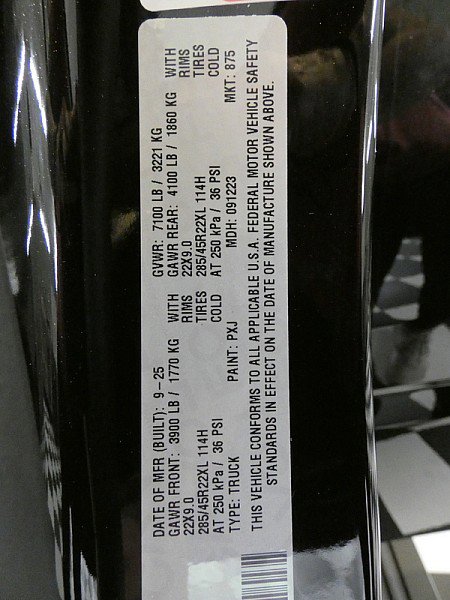 DATE OF MFR (BUILT): 9-25 GVWR: 7100 LB / 3221 KG
GAWR FRONT: 3900 LB / 1770 KG WITH GAWR REAR: 4100 LB / 1860 KG WITH
22X9.0 RIMS 22X9.0 RIMS
285/45R22XL 114H TIRES 285/45R22XL 114H TIRES
AT 250 kPa / 36 PSI COLD AT 250 kPa / 36 PSI COLD
TYPE: TRUCK PAINT: PXJ MDH: 091223 MKT: 875
THIS VEHICLE CONFORMS TO ALL APPLICABLE U.S.A. FEDERAL MOTOR VEHICLE SAFETY
STANDARDS IN EFFECT ON THE DATE OF MANUFACTURE SHOWN ABOVE.